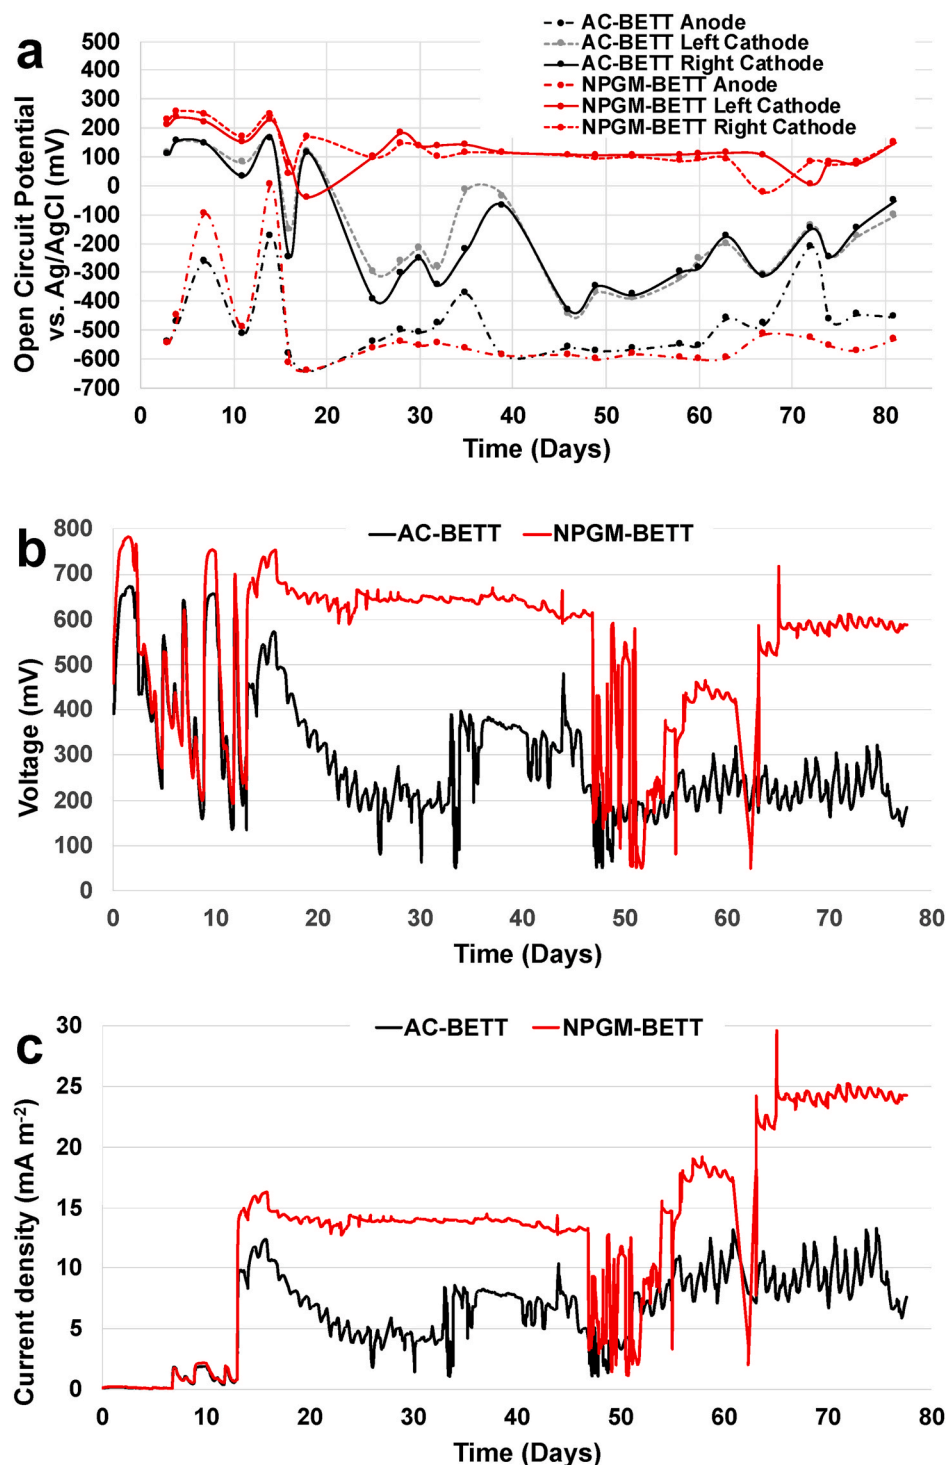 a
AC-BETT Anode
AC-BETT Left Cathode
AC-BETT Right Cathode
NPGM-BETT Anode
NPGM-BETT Left Cathode
NPGM-BETT Right Cathode
Open Circuit Potential
vs. Ag/AgCl (mV)
500
400
300
200
100
0
-100
-200
-300
-400
-500
-600
-700
0 10 20 30 40 50 60 70 80
Time (Days)
b
AC-BETT NPGM-BETT
Voltage (mV)
800
700
600
500
400
300
200
100
0
0 10 20 30 40 50 60 70 80
Time (Days)
c
AC-BETT NPGM-BETT
Current density (mA m-2)
30
25
20
15
10
5
0
0 10 20 30 40 50 60 70 80
Time (Days)